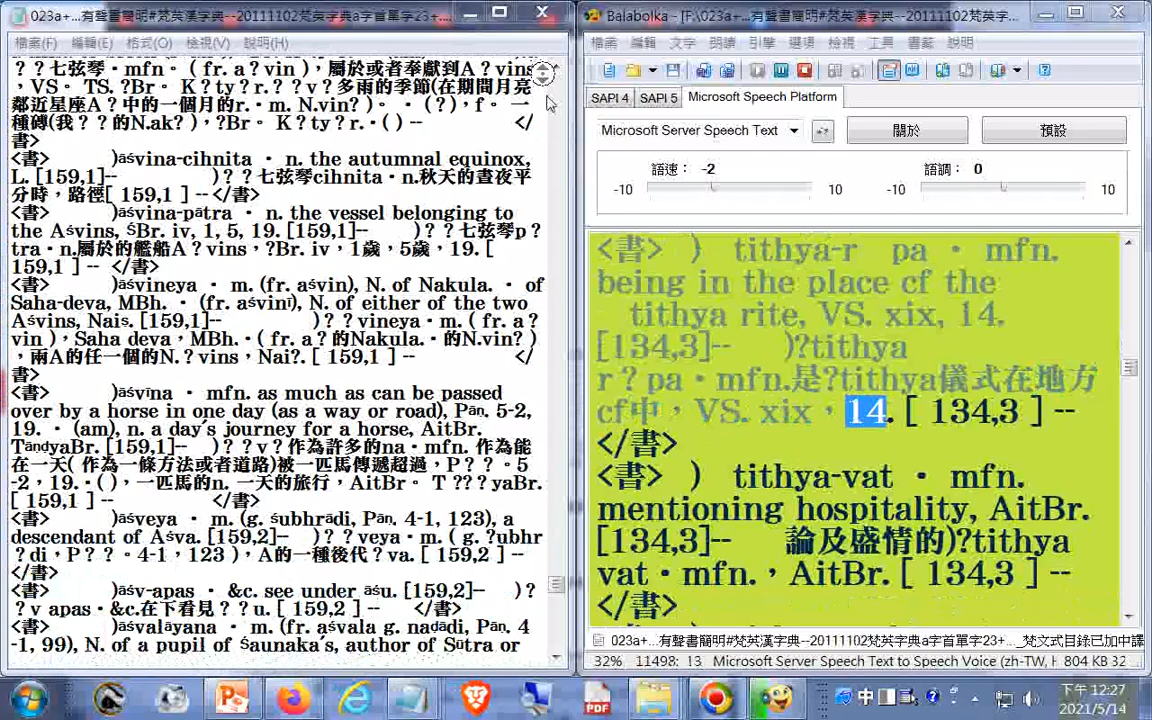 023a+...有聲書簡明#梵英漢字典--20111102梵英字典a字首單字23+...
檔案(F) 編輯(E) 格式(O) 檢視(V) 說明(H)
? ?七弦琴‧mfn。 ( fr. a?vin ), 屬於或者奉獻到A?vins
, VS。 TS. ?Br。 K?ty?r.?v?多雨的季節(在期間月亮
鄰近星座A?中的一個月的r.‧m. N.vin?)。‧(?), f。 一
種磚(我??的N.ak?), ?Br。 K?ty?r.‧( ) -- </
書>
<書> )āśvina-cihnita ‧ n. the autumnal equinox,
L. [159,1]-- )??七弦琴cihnita‧n.秋天的晝夜平
分時,路徑[ 159,1 ] --</書>
<書> )āśvina-pātra ‧ n. the vessel belonging to
the Aśvins, ŚBr. iv, 1, 5, 19. [159,1]-- )??七弦琴p?
tra‧n.屬於的艦船A?vins, ?Br. iv, 1歲, 5歲, 19. [
159,1 ] -- </書>
<書> )āśvineya ‧ m. (fr. aśvin), N. of Nakula. ‧ of
Saha-deva, MBh. ‧ (fr. aśvinī), N. of either of the two
Aśvins, Nais. [159,1]-- )??vineya‧m. ( fr. a?
vin ), Saha deva, MBh.‧( fr. a?的Nakula.‧的N.vin?)
,兩A的任一個的N.?vins, Nai?. [ 159,1 ] -- </
書>
<書> )āśvīna ‧ mfn. as much as can be passed
over by a horse in one day (as a way or road), Pāṇ. 5-2,
19. ‧ (am), n. a day's journey for a horse, AitBr.
TāṇḍyaBr. [159,1]-- )??v?作為許多的na‧mfn. 作為能
在一天( 作為一條方法或者道路)被一匹馬傳遞超過, P??。5
-2, 19.‧( ), 一匹馬的n. 一天的旅行, AitBr。 T???yaBr.
[ 159,1 ] </書>
<書> )āśveya ‧ m. (g. śubhrādi, Pāṇ. 4-1, 123), a
descendant of Aśva. [159,2]-- )??veya‧m. ( g. ?ubhr
?di, P??。4-1, 123 ), A的一種後代?va. [ 159,2 ] --
</書>
<書> )āśv-apas ‧ &c. see under āśu. [159,2]-- )?
?v apas‧&c.在下看見??u. [ 159,2 ] -- </書>
<書> )āśvalāyana ‧ m. (fr. aśvala g. naḍādi, Pāṇ. 4
-1, 99), N. of a pupil of Śaunaka's, author of Sūtra or
Balabolka - [F:\023a+...有聲書簡明#梵英漢字典--20111102梵英字...
檔案 編輯 文字 朗讀 引擎 選項 檢視 工具 書籤 說明
SAPI 4 SAPI 5 Microsoft Speech Platform
Microsoft Server Speech Text 關於 預設
語速: -2 語調: 0
-10 10 -10 10
<書> ) tithya-r pa ‧ mfn.
being in the place cf the
tithya rite, VS. xix, 14.
[134,3]-- )?tithya
r?pa‧mfn.是?tithya儀式在地方
cf中, VS. xix, 14. [ 134,3 ] --
</書>
<書> ) tithya-vat ‧ mfn.
mentioning hospitality, AitBr.
[134,3]-- 論及盛情的)?tithya
vat‧mfn.,AitBr. [ 134,3 ] --
</書>
023a+...有聲書簡明#梵英漢字典--20111102梵英字典a字首單字23+..._梵文式目錄已加中譯
32% 11498: 13 Microsoft Server Speech Text to Speech Voice (zh-TW, H 804 KB 32
中
下午 12:27
2021/5/14